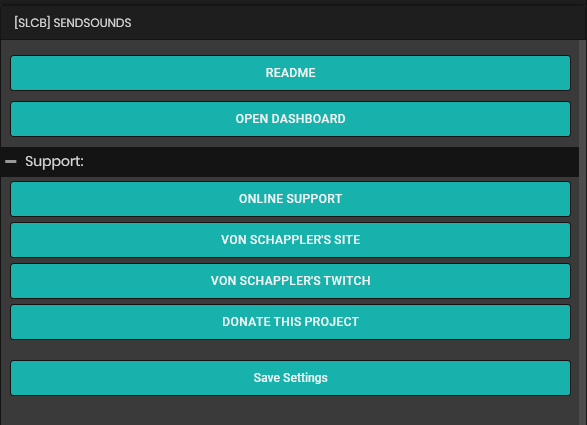 [SLCB] SENDSOUNDS
README
OPEN DASHBOARD
Support:
ONLINE SUPPORT
VON SCHAPPLER'S SITE
VON SCHAPPLER'S TWITCH
DONATE THIS PROJECT
Save Settings